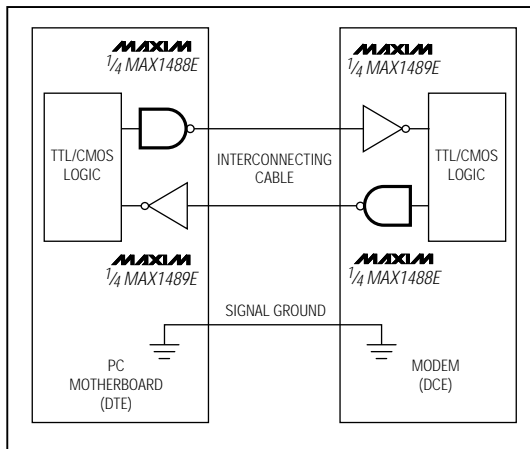 MAXIM
1/4 MAX1488E
MAXIM
1/4 MAX1489E
TTL/CMOS
LOGIC
INTERCONNECTING
CABLE
TTL/CMOS
LOGIC
MAXIM
1/4 MAX1489E
MAXIM
1/4 MAX1488E
SIGNAL GROUND
PC
MOTHERBOARD
(DTE)
MODEM
(DCE)